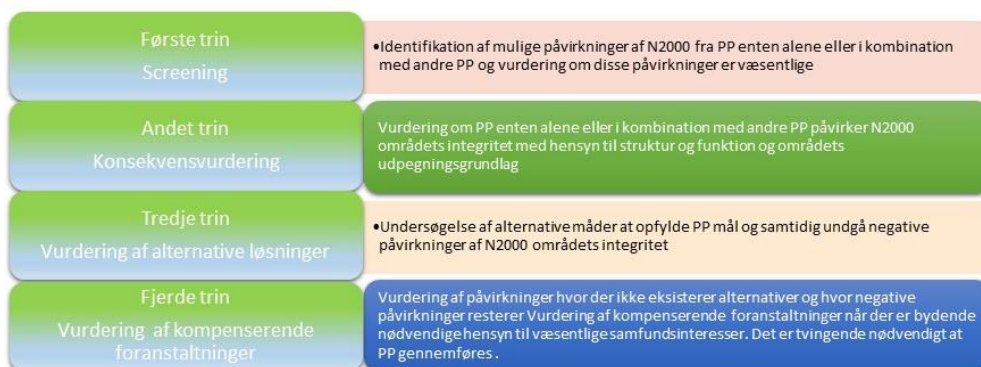 Første trin
Screening
•Identifikation af mulige påvirkninger af N2000 fra PP enten alene eller i kombination
med andre PP og vurdering om disse påvirkninger er væsentlige
Andet trin
Konsekvensvurdering
Vurdering om PP enten alene eller i kombination med andre PP påvirker N2000
områdets integritet med hensyn til struktur og funktion og områdets
udpegningsgrundlag
Tredje trin
Vurdering af alternative løsninger
•Undersøgelse af alternative måder at opfylde PP mål og samtidig undgå negative
påvirkninger af N2000 områdets integritet
Fjerde trin
Vurdering af kompenserende
foranstaltninger
Vurdering af påvirkninger hvor der ikke eksisterer alternativer og hvor negative
påvirkninger resterer Vurdering af kompenserende foranstaltninger når der er bydende
nødvendige hensyn til væsentlige samfundsinteresser. Det er tvingende nødvendigt at
PP gennemføres .